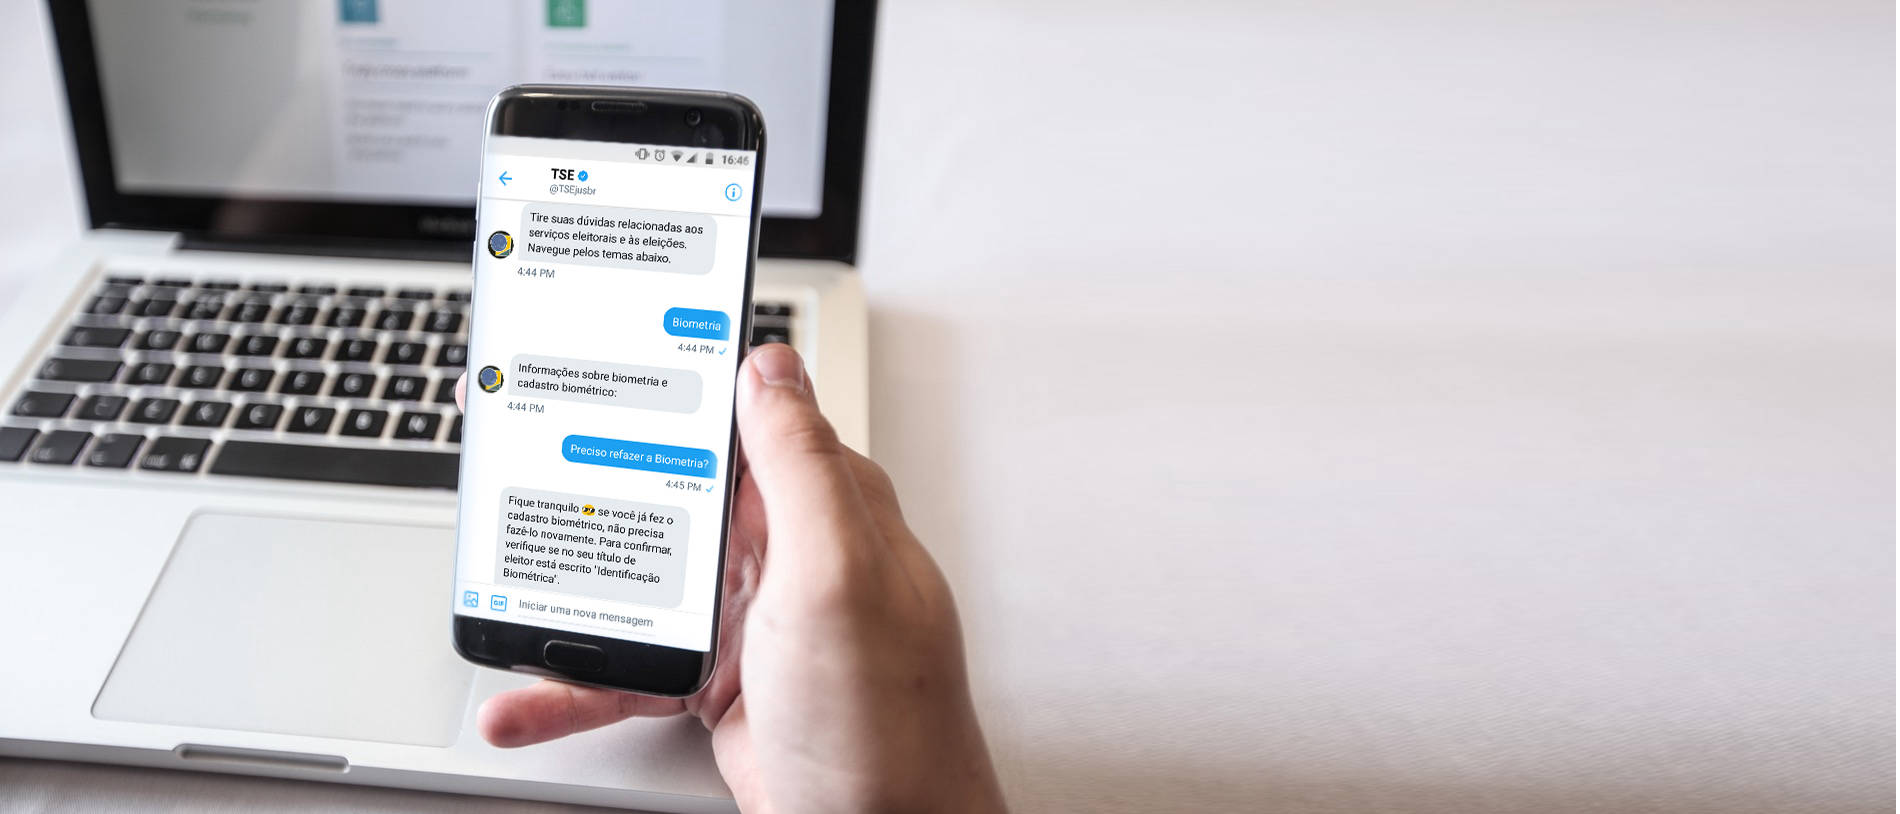 16:46
TSE
@TSEjusbr
Tire suas dúvidas relacionadas aos
serviços eleitorais e às eleições.
Navegue pelos temas abaixo.
4:44 PM
Biometria
4:44 PM
Informações sobre biometria e
cadastro biométrico:
4:44 PM
Preciso refazer a Biometria?
4:45 PM
Fique tranquilo 😎 se você já fez o
cadastro biométrico, não precisa
fazê-lo novamente. Para confirmar,
verifique se no seu título de
eleitor está escrito "Identificação
Biométrica".
GIF
Iniciar uma nova mensagem